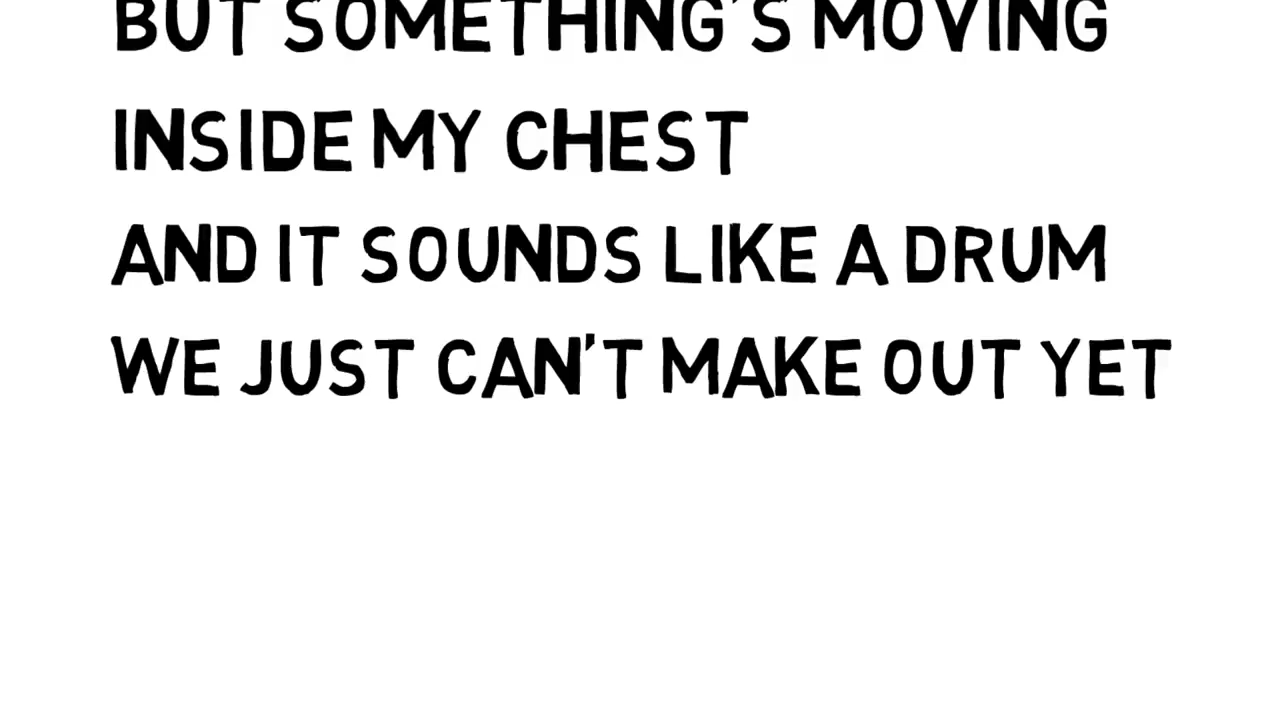 BUT SOMETHING'S MOVING
INSIDE MY CHEST
AND IT SOUNDS LIKE A DRUM
WE JUST CAN'T MAKE OUT YET